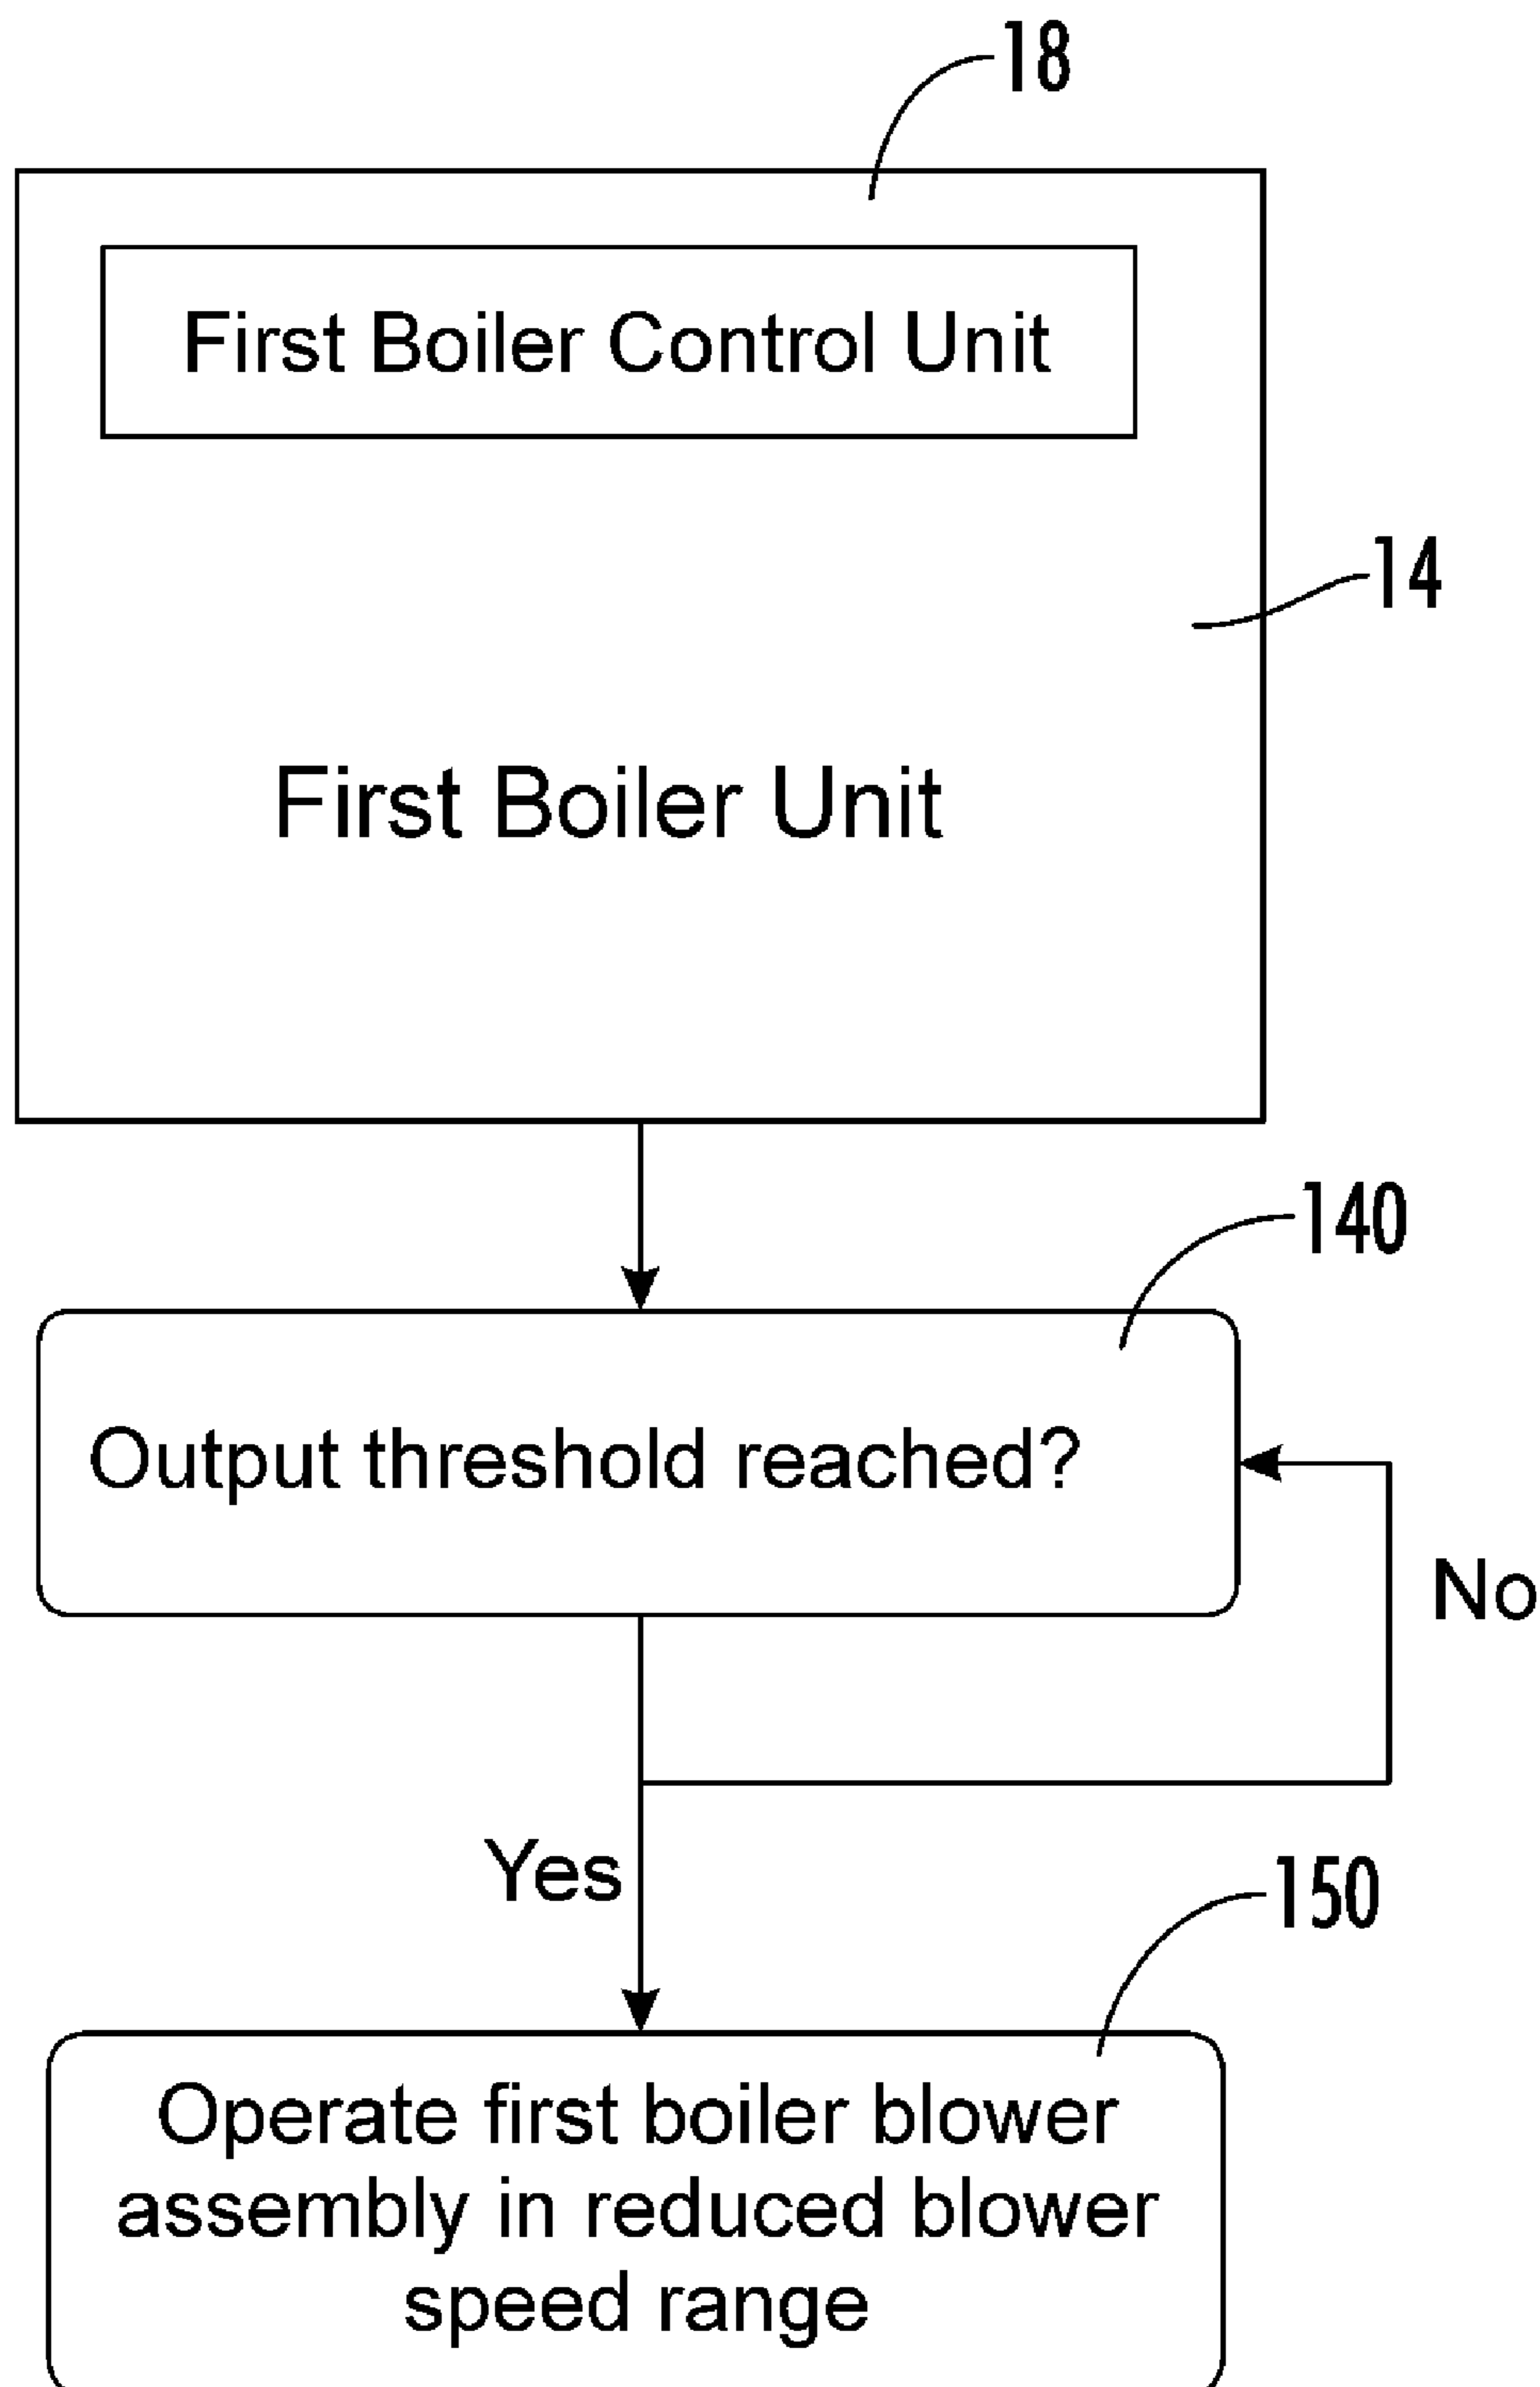 18
First Boiler Control Unit
14
First Boiler Unit
140
Output threshold reached?
No
Yes
150
Operate first boiler blower
assembly in reduced blower
speed range